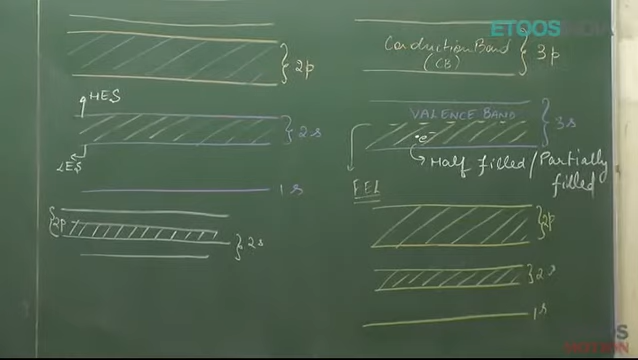 2p
HES
2s
LES
1s
2p
2s
ETOOSINDIA
Conduction Band
(CB)
3p
VALENCE BAND
3s
e-
Half filled/Partially
filled
FEL
2p
2s
1s